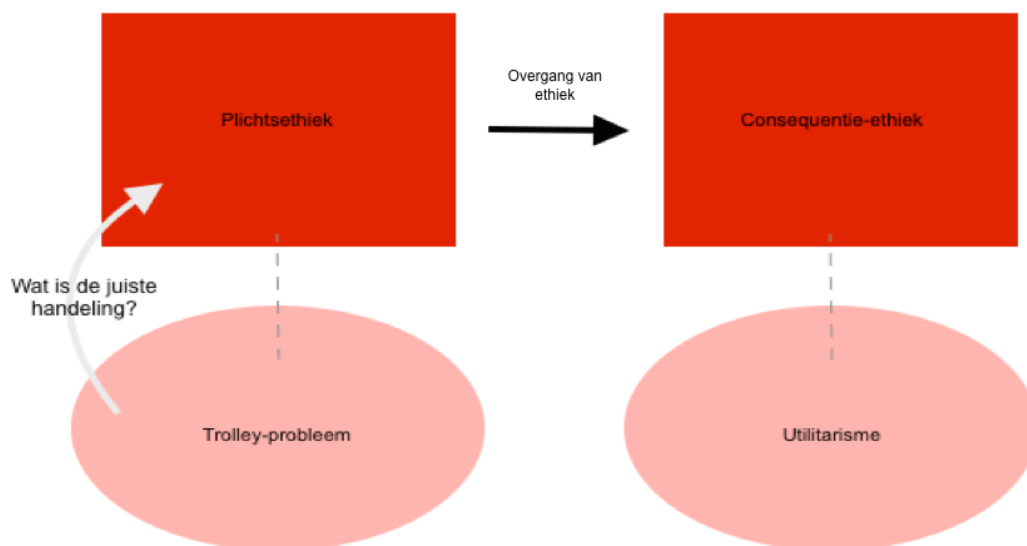 Overgang van
ethiek
Plichtsethiek
Consequentie-ethiek
Wat is de juiste
handeling?
Trolley-probleem
Utilitarisme